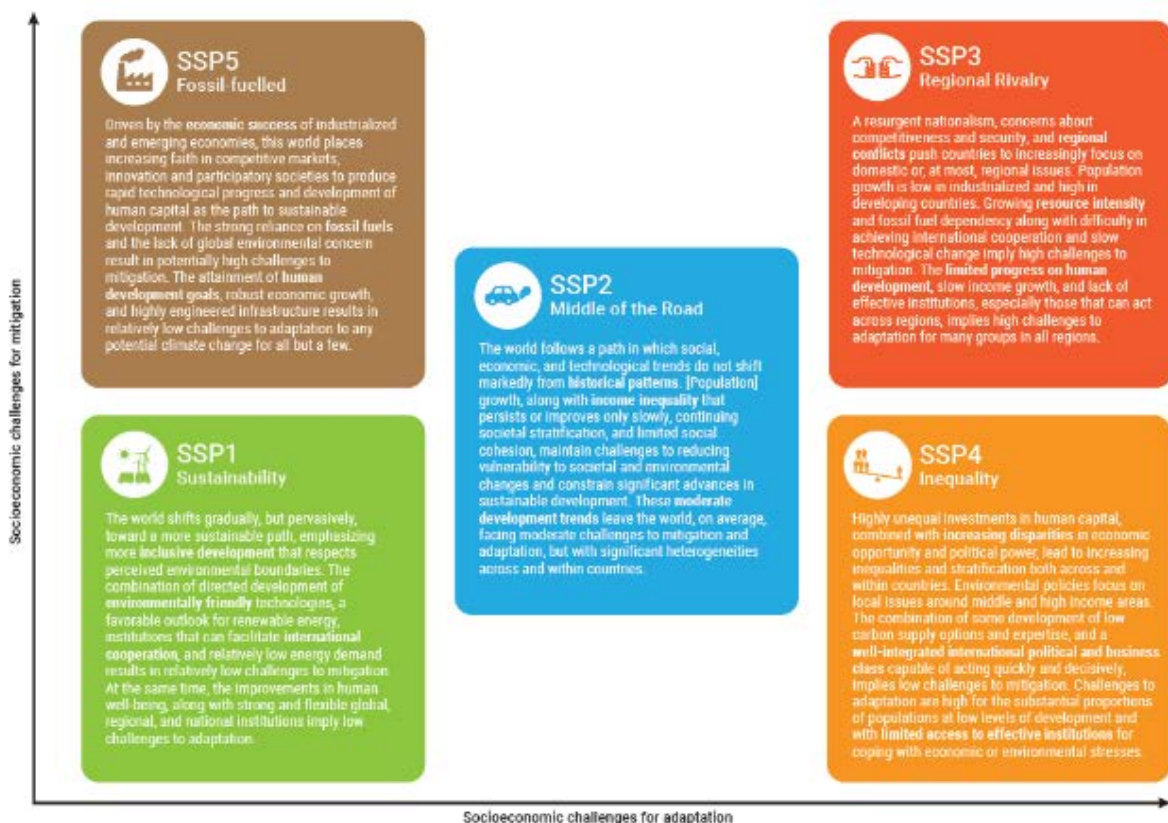 Socioeconomic challenges for mitigation
SSP5
Fossil-fuelled
Driven by the economic success of industrialized
and emerging economies, this world places
increasing faith in competitive markets,
innovation and participatory societies to produce
rapid technological progress and development of
human capital as the path to sustainable
development. The strong reliance on fossil fuels
and the lack of global environmental concern
result in potentially high challenges to
mitigation. The attainment of human
development goals, robust economic growth,
and highly engineered infrastructure results in
relatively low challenges to adaptation to any
potential climate change for all but a few.
SSP3
Regional Rivalry
A resurgent nationalism, concerns about
competitiveness and security, and regional
conflicts push countries to increasingly focus on
domestic or, at most, regional issues. Population
growth is low in industrialized and high in
developing countries. Growing resource intensity
and fossil fuel dependency along with difficulty in
achieving international cooperation and slow
technological change imply high challenges to
mitigation. The limited progress on human
development, slow income growth, and lack of
effective institutions, especially those that can act
across regions, implies high challenges to
adaptation for many groups in all regions.
SSP2
Middle of the Road
The world follows a path in which social,
economic, and technological trends do not shift
markedly from historical patterns. [Population]
growth, along with income inequality that
persists or improves only slowly, continuing
societal stratification, and limited social
cohesion, maintain challenges to reducing
vulnerability to societal and environmental
changes and constrain significant advances in
sustainable development. These moderate
development trends leave the world, on average,
facing moderate challenges to mitigation and
adaptation, but with significant heterogeneities
across and within countries.
SSP1
Sustainability
The world shifts gradually, but pervasively,
toward a more sustainable path, emphasizing
more inclusive development that respects
perceived environmental boundaries. The
combination of directed development of
environmentally friendly technologies, a
favorable outlook for renewable energy,
institutions that can facilitate international
cooperation, and relatively low energy demand
results in relatively low challenges to mitigation.
At the same time, the improvements in human
well-being, along with strong and flexible global,
regional, and national institutions imply low
challenges to adaptation.
SSP4
Inequality
Highly unequal investments in human capital,
combined with increasing disparities in economic
opportunity and political power, lead to increasing
inequalities and stratification both across and
within countries. Environmental policies focus on
local issues around middle and high income areas.
The combination of some development of low
carbon supply options and expertise, and a
well-integrated international political and business
class capable of acting quickly and decisively,
implies low challenges to mitigation. Challenges to
adaptation are high for the substantial proportions
of populations at low levels of development and
with limited access to effective institutions for
coping with economic or environmental stresses.
Socioeconomic challenges for adaptation